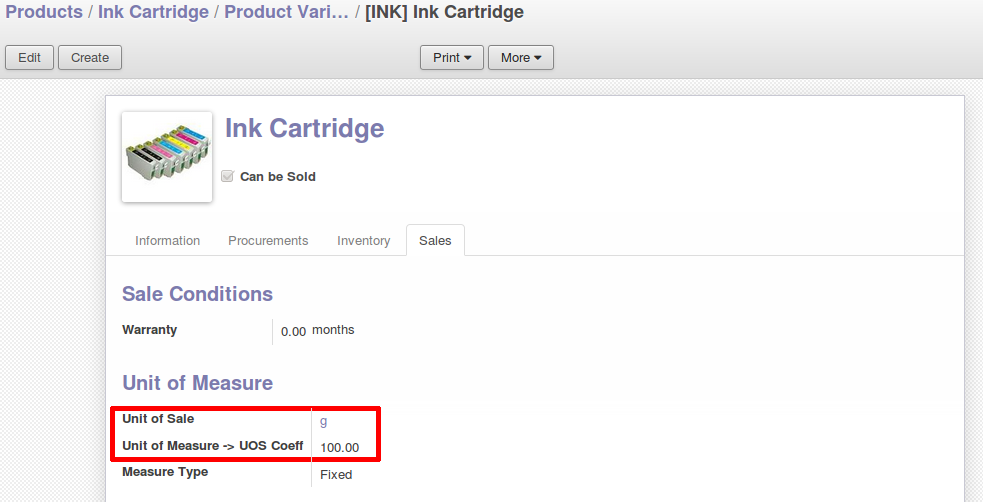 Products / Ink Cartridge / Product Vari... / [INK] Ink Cartridge
Edit Create Print More
Ink Cartridge
Can be Sold
Information Procurements Inventory Sales
Sale Conditions
Warranty 0.00 months
Unit of Measure
Unit of Sale g
Unit of Measure -> UOS Coeff 100.00
Measure Type Fixed